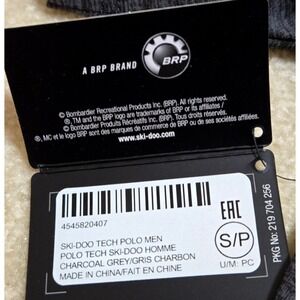 A BRP BRAND
BRP
© Bombardier Recreational Products Inc. (BRP). All rights reserved.
®, TM and the BRP logo are trademarks of BRP or its affiliates /
© Bombardier Produits Récréatifs Inc. (BRP). Tous droits réservés.
®, MC et le logo BRP sont des marques de commerce de BRP ou de ses sociétés affiliées.
www.ski-doo.com
4545820407
EAC
SKI-DOO TECH POLO MEN
POLO TECH SKI-DOO HOMME
CHARCOAL GREY/GRIS CHARBON
MADE IN CHINA/FAIT EN CHINE
S/P
U/M: PC
PKG No: 219 704 256